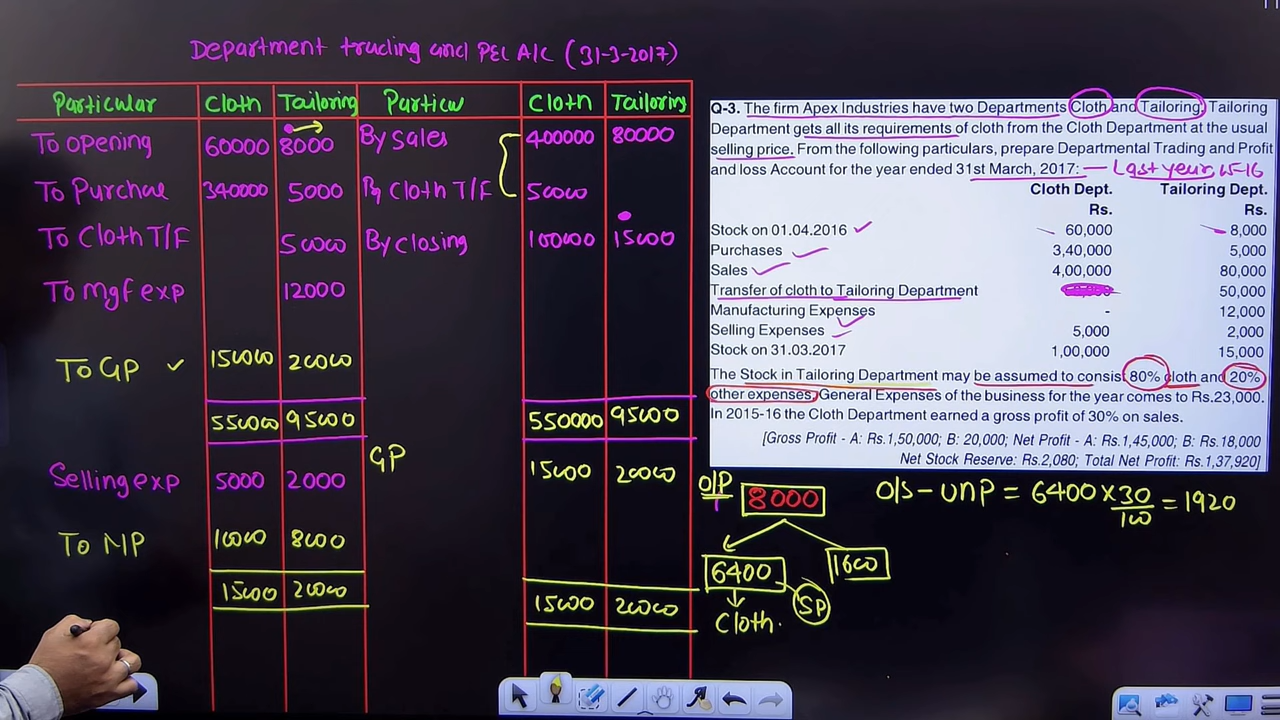 Department trading and P&L A/C (31-3-2017)
Particular Cloth Tailoring Particu Cloth Tailoring
To opening 60000 8000 By sales 400000 80000
To Purchase 340000 5000 By Cloth T/F 50000
To Cloth T/F 50000 By closing 100000 15000
To Mgf exp 12000
To GP 150000 20000
550000 95000 550000 95000
GP 15000 20000
Selling exp 5000 2000
To NP 10000 8000
15000 20000 15000 20000
Q-3. The firm Apex Industries have two Departments Cloth and Tailoring. Tailoring
Department gets all its requirements of cloth from the Cloth Department at the usual
selling price. From the following particulars, prepare Departmental Trading and Profit
and loss Account for the year ended 31st March, 2017: — Last year, 15-16
Cloth Dept. Tailoring Dept.
Rs. Rs.
Stock on 01.04.2016 60,000 8,000
Purchases 3,40,000 5,000
Sales 4,00,000 80,000
Transfer of cloth to Tailoring Department 50,000
Manufacturing Expenses - 12,000
Selling Expenses 5,000 2,000
Stock on 31.03.2017 1,00,000 15,000
The Stock in Tailoring Department may be assumed to consist 80% cloth and 20%
other expenses. General Expenses of the business for the year comes to Rs.23,000.
In 2015-16 the Cloth Department earned a gross profit of 30% on sales.
[Gross Profit - A: Rs.1,50,000; B: 20,000; Net Profit - A: Rs.1,45,000; B: Rs.18,000
Net Stock Reserve: Rs.2,080; Total Net Profit: Rs.1,37,920]
O/P 8000
6400 1600
SP
Cloth.
O/S - UNP = 6400 × 30/100 = 1920